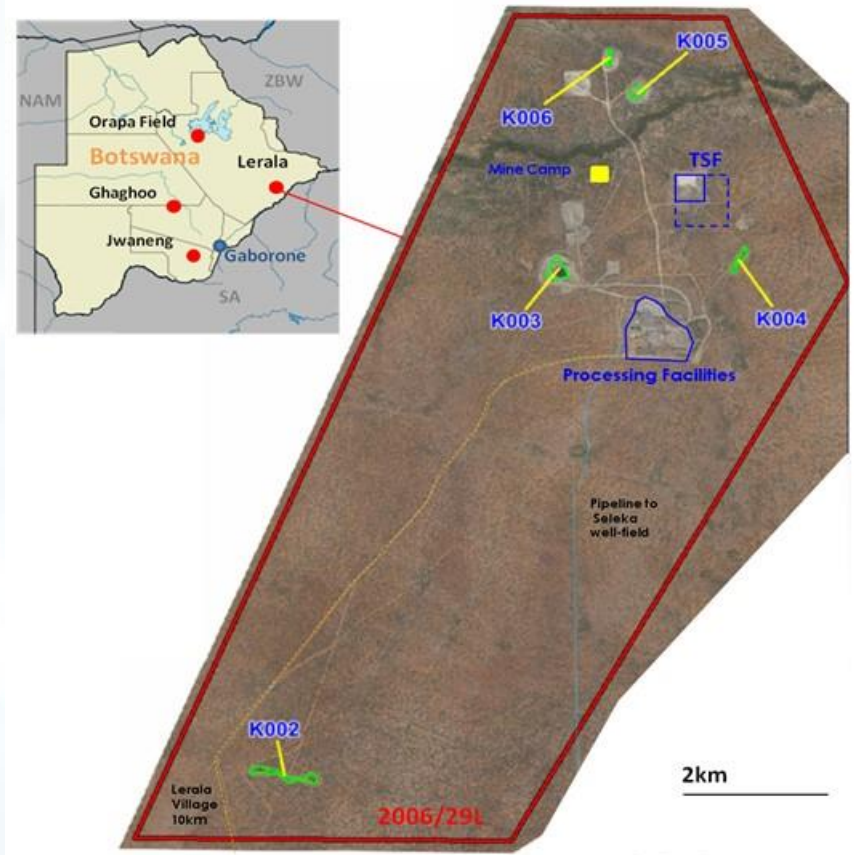 NAM
ZBW
Orapa Field
Botswana
Lerala
Ghaghoo
Jwaneng
Gaborone
SA
K005
K006
Mine Camp
TSF
K003
K004
Processing Facilities
Pipeline to
Seleka
well-field
K002
2km
Lerala
Village
10km
2006/29L